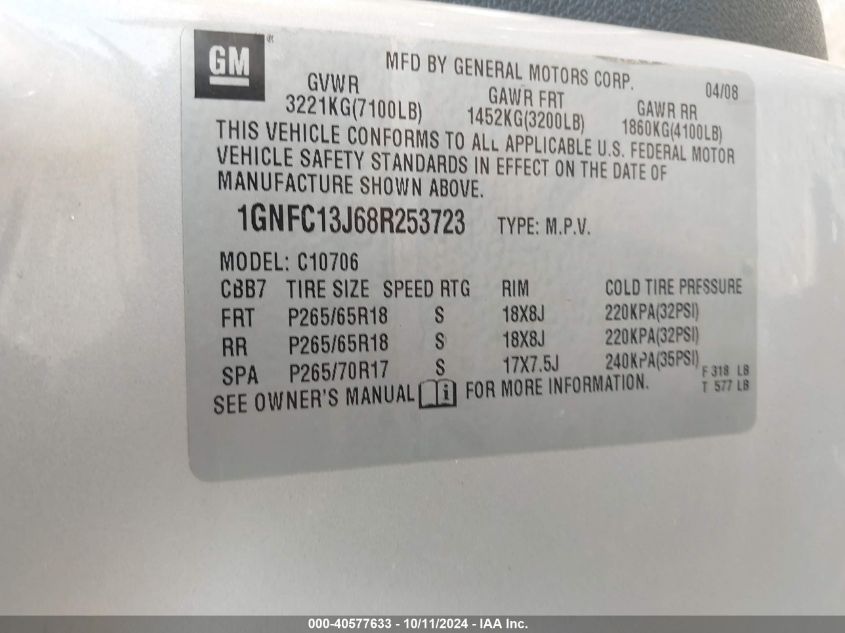 GM ®
MFD BY GENERAL MOTORS CORP. 04/08
GVWR GAWR FRT GAWR RR
3221KG(7100LB) 1452KG(3200LB) 1860KG(4100LB)
THIS VEHICLE CONFORMS TO ALL APPLICABLE U.S. FEDERAL MOTOR
VEHICLE SAFETY STANDARDS IN EFFECT ON THE DATE OF
MANUFACTURE SHOWN ABOVE.
1GNFC13J68R253723 TYPE: M.P.V.
MODEL: C10706
CBB7 TIRE SIZE SPEED RTG RIM COLD TIRE PRESSURE
FRT P265/65R18 S 18X8J 220KPA(32PSI)
RR P265/65R18 S 18X8J 220KPA(32PSI)
SPA P265/70R17 S 17X7.5J 240KPA(35PSI) F 318 LB
T 577 LB
SEE OWNER'S MANUAL i FOR MORE INFORMATION.
000-40577633 - 10/11/2024 - IAA Inc.